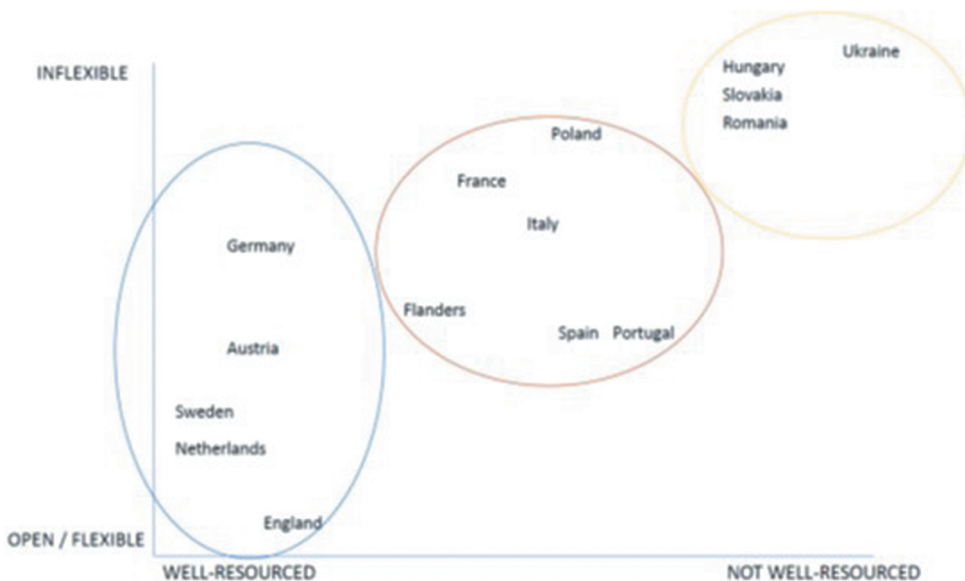 Ukraine
INFLEXIBLE
Hungary
Slovakia
Romania
Poland
France
Italy
Germany
Flanders
Spain Portugal
Austria
Sweden
Netherlands
England
OPEN / FLEXIBLE
WELL-RESOURCED NOT WELL-RESOURCED